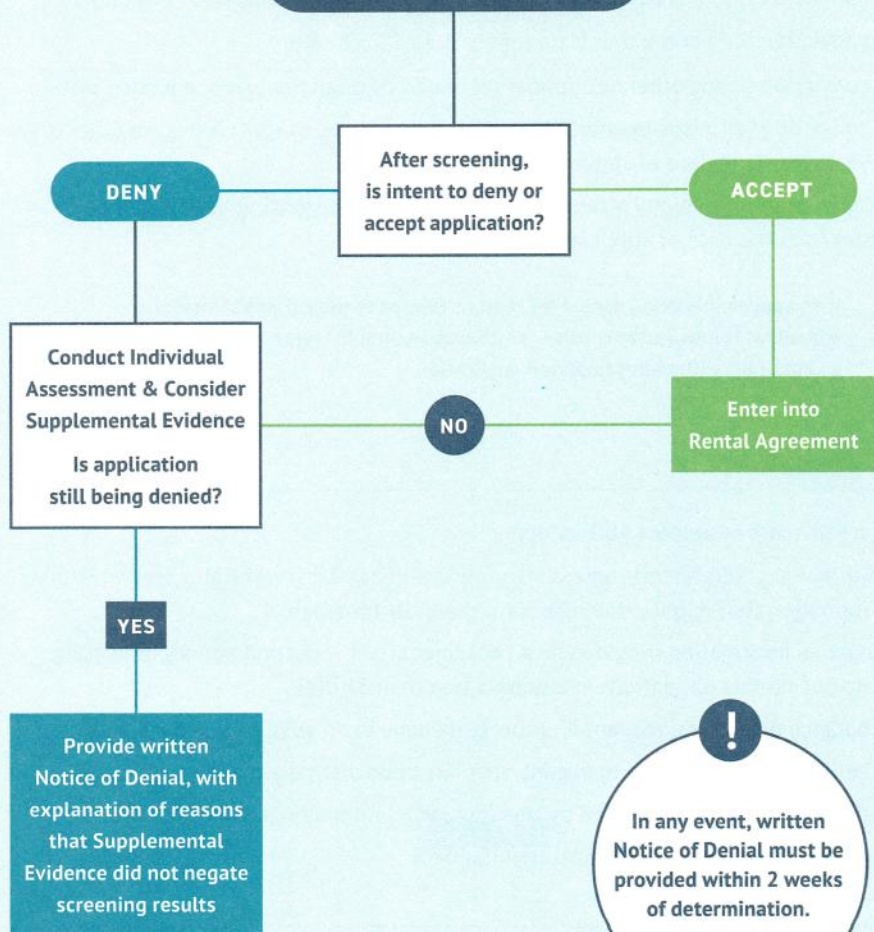 After screening,
is intent to deny or
accept application?
DENY
ACCEPT
Conduct Individual
Assessment & Consider
Supplemental Evidence
Is application
still being denied?
NO
Enter into
Rental Agreement
YES
Provide written
Notice of Denial, with
explanation of reasons
that Supplemental
Evidence did not negate
screening results
!
In any event, written
Notice of Denial must be
provided within 2 weeks
of determination.